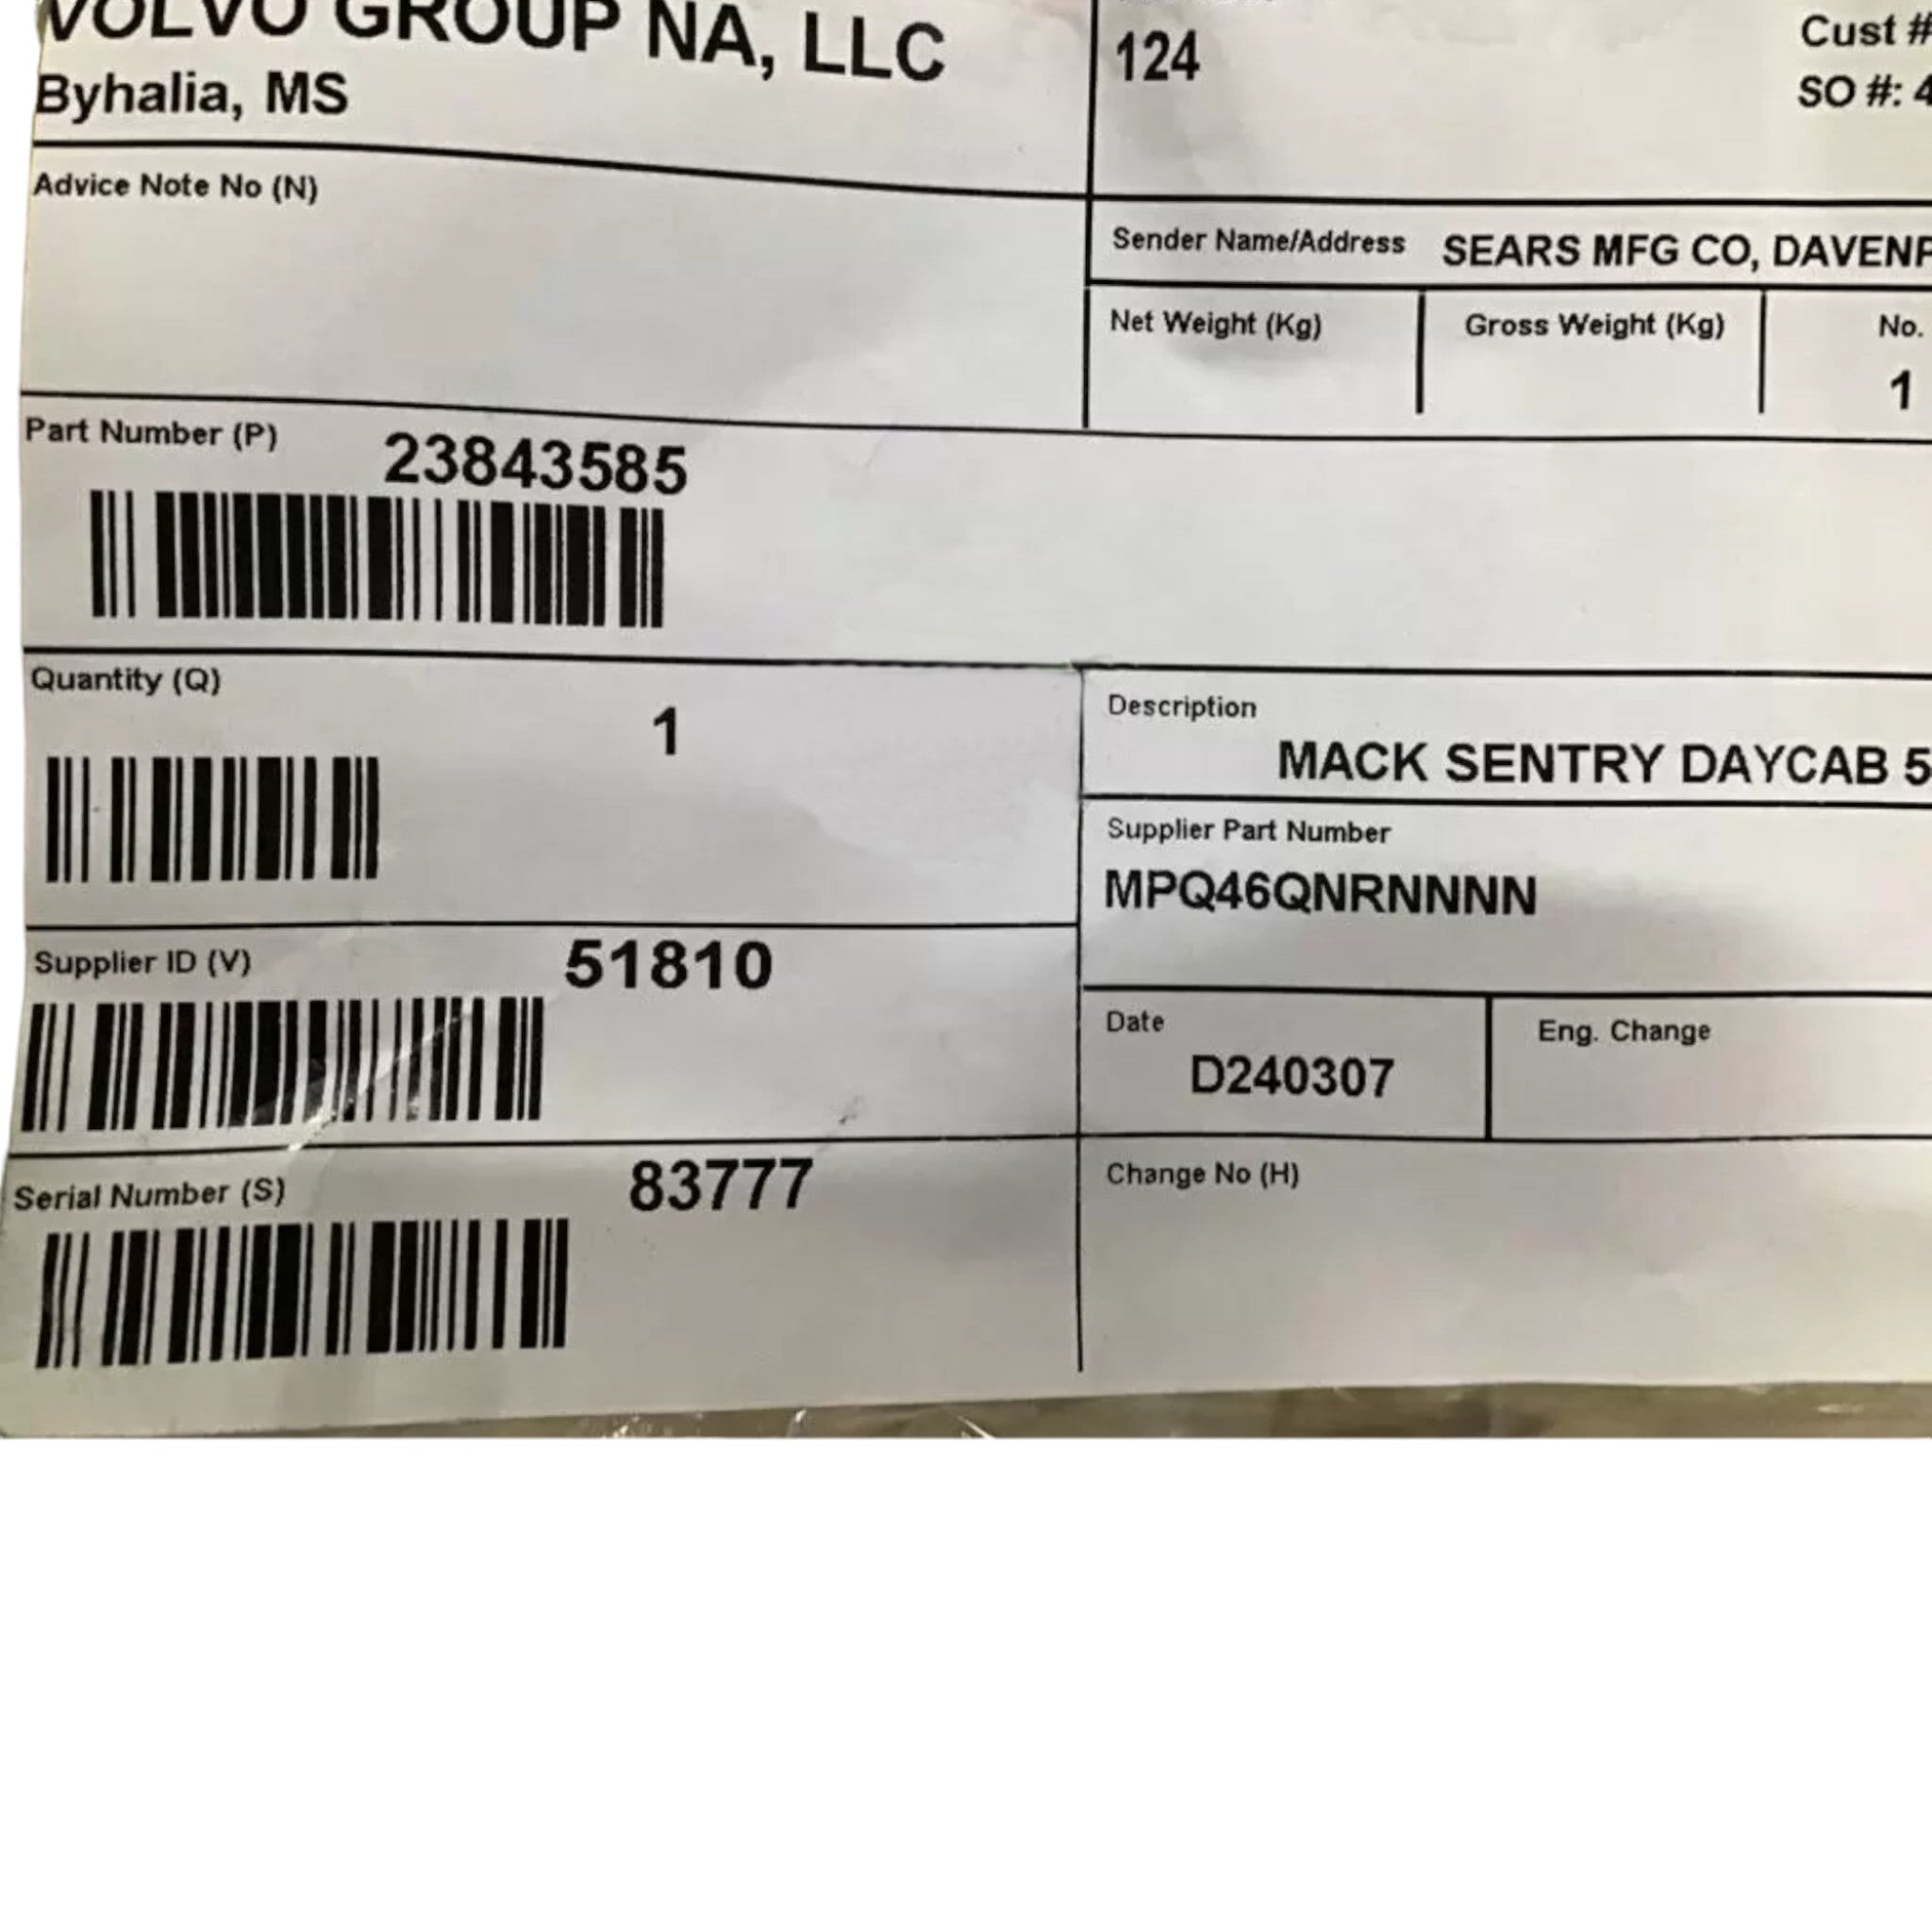 VOLVO GROUP NA, LLC
Byhalia, MS
124
Cust #
SO #: 4
Advice Note No (N)
Sender Name/Address SEARS MFG CO, DAVENP
Net Weight (Kg)
Gross Weight (Kg)
No.
1
Part Number (P) 23843585
Quantity (Q)
1
Description
MACK SENTRY DAYCAB 5
Supplier Part Number
MPQ46QNRNNNN
Supplier ID (V) 51810
Date
D240307
Eng. Change
Serial Number (S) 83777
Change No (H)